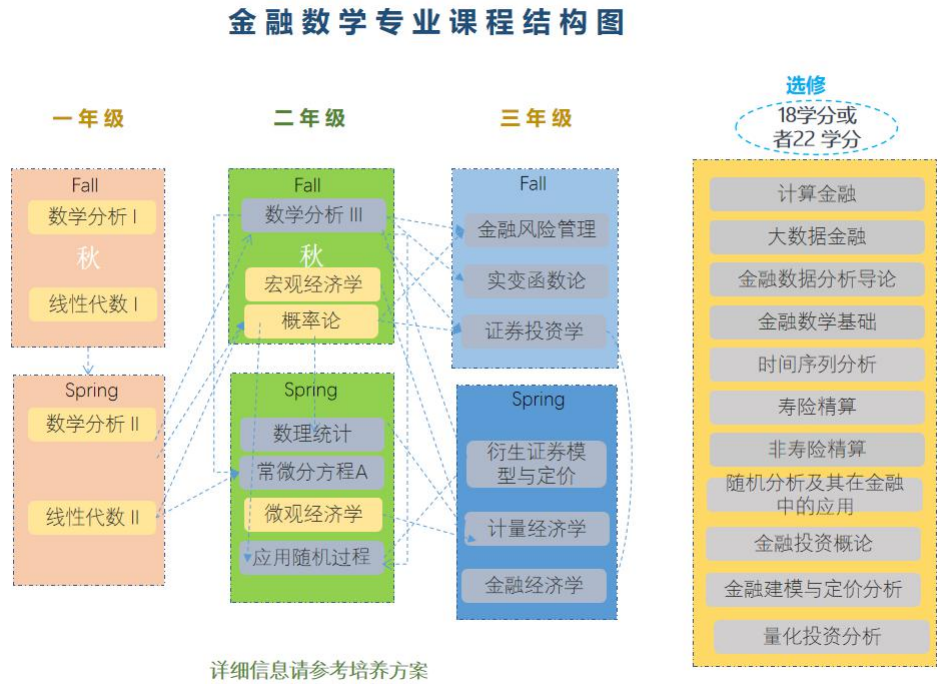 金融数学专业课程结构图
一年级
Fall
数学分析 I
秋
线性代数 I
Spring
数学分析 II
线性代数 II
二年级
Fall
数学分析 III
秋
宏观经济学
概率论
Spring
数理统计
常微分方程A
微观经济学
应用随机过程
三年级
Fall
金融风险管理
实变函数论
证券投资学
Spring
衍生证券模
型与定价
计量经济学
金融经济学
选修
18学分或
者22 学分
计算金融
大数据金融
金融数据分析导论
金融数学基础
时间序列分析
寿险精算
非寿险精算
随机分析及其在金融
中的应用
金融投资概论
金融建模与定价分析
量化投资分析
详细信息请参考培养方案